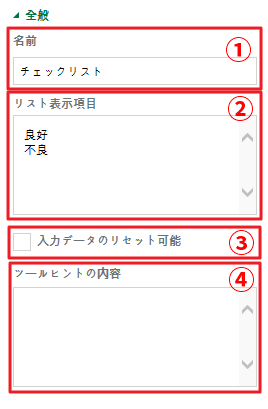 全般
名前
①
チェックリスト
リスト表示項目
②
良好
不良
入力データのリセット可能
③
ツールヒントの内容
④